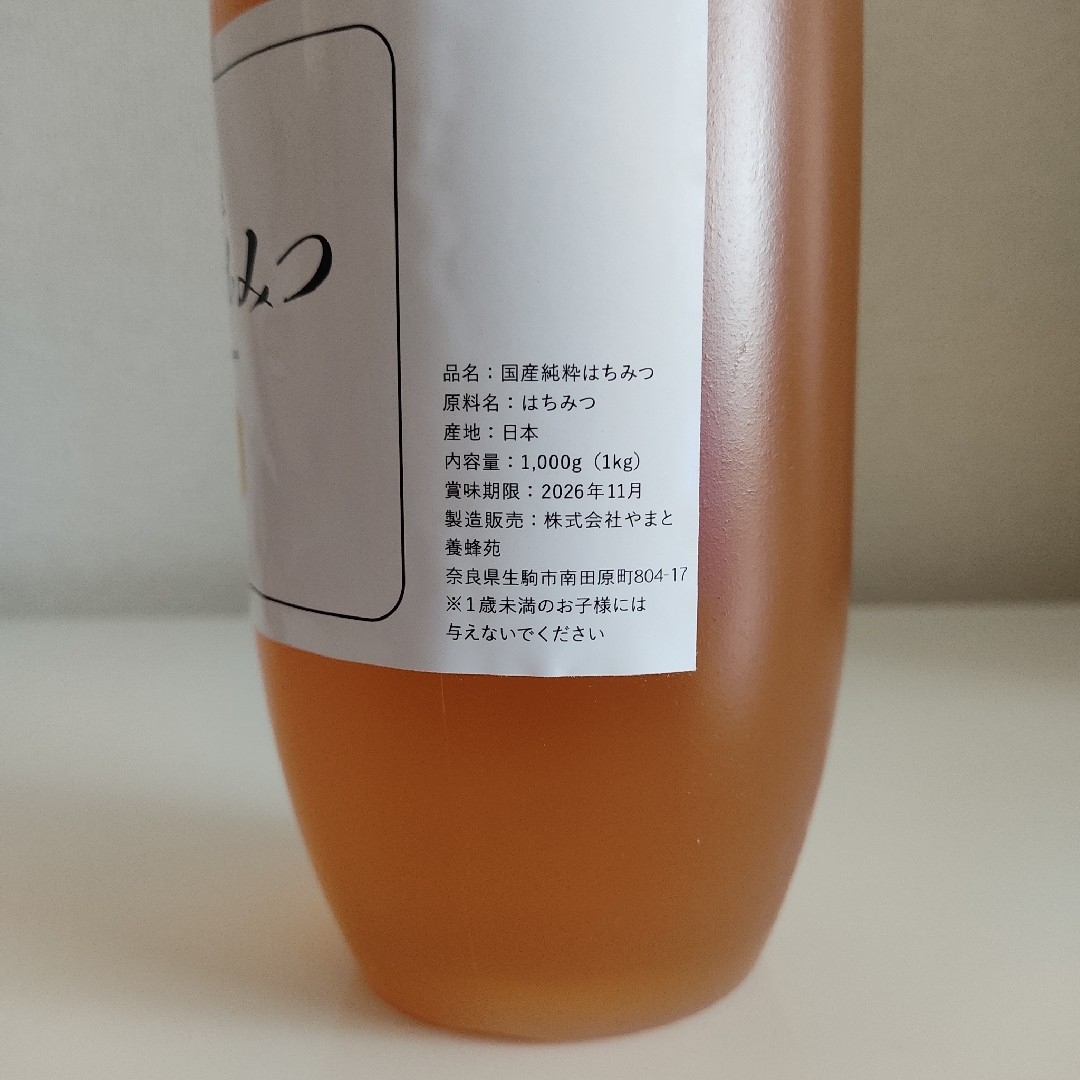 みつ
品名：国産純粋はちみつ
原料名：はちみつ
産地：日本
内容量：1,000g（1kg）
賞味期限：2026年11月
製造販売：株式会社やまと
養蜂苑
奈良県生駒市南田原町804-17
※１歳未満のお子様には
与えないでください